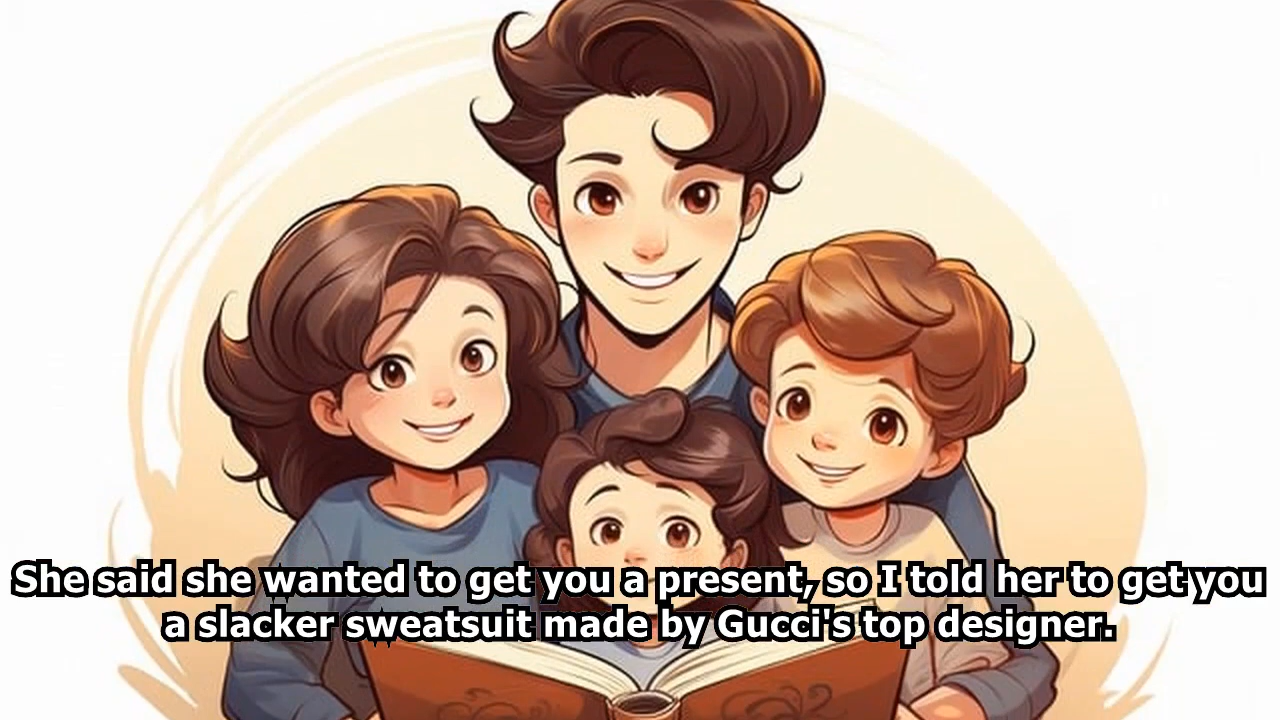 She said she wanted to get you a present, so I told her to get you
a slacker sweatsuit made by Gucci's top designer.